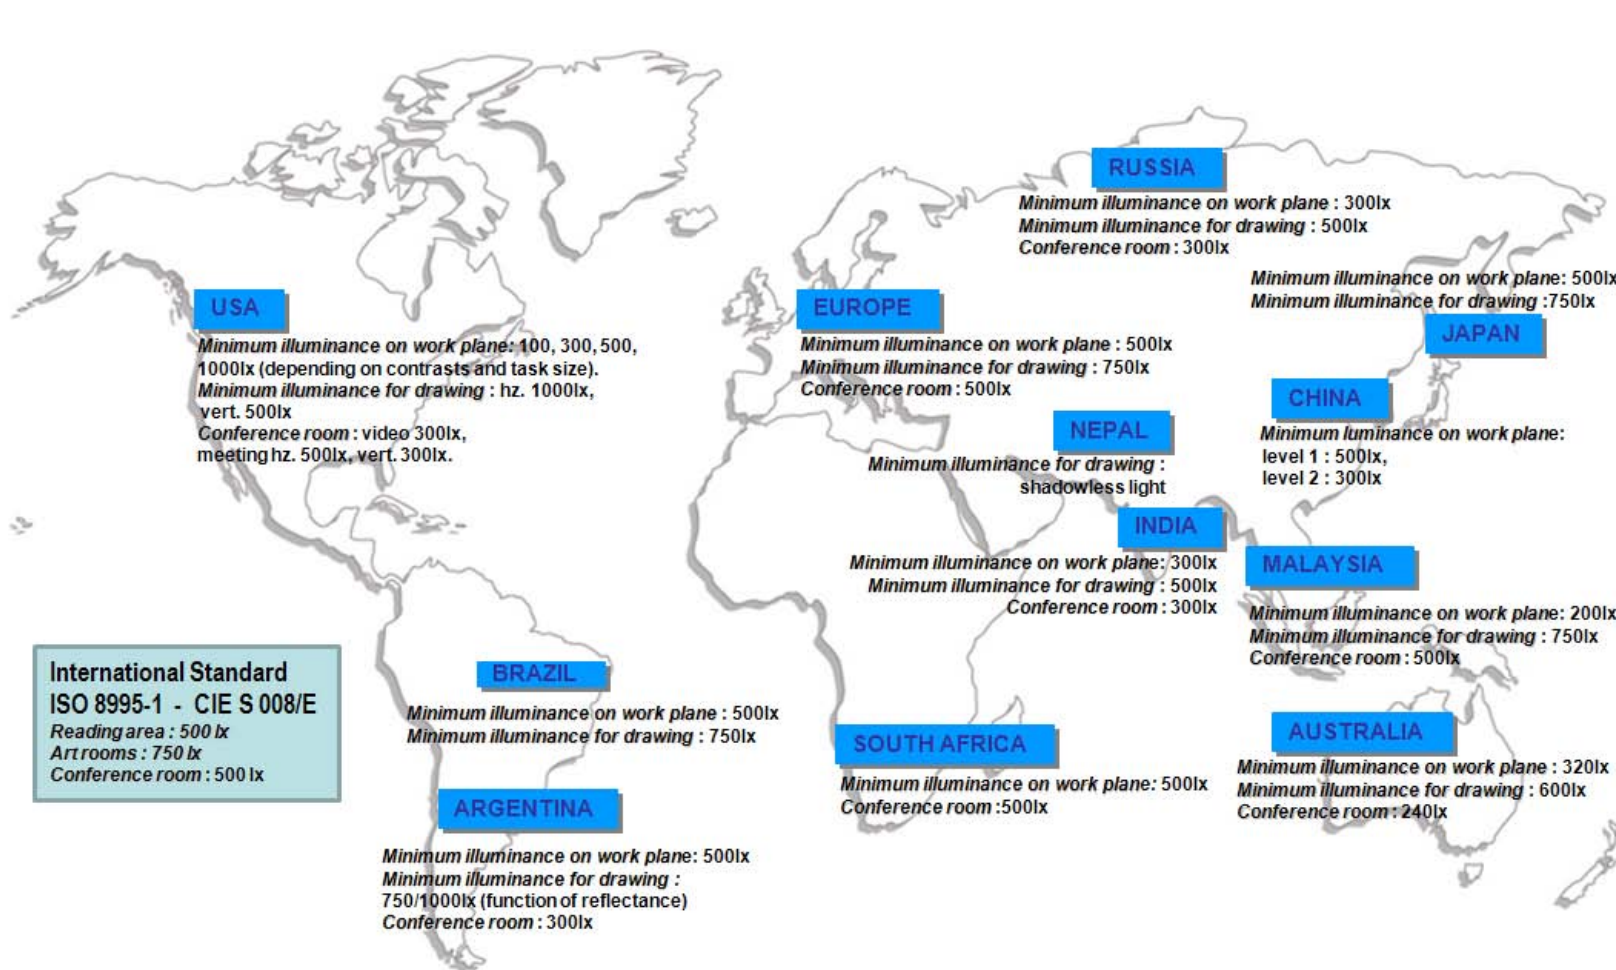 RUSSIA
Minimum illuminance on work plane : 300lx
Minimum illuminance for drawing : 500lx
Conference room : 300lx
Minimum illuminance on work plane: 500lx
Minimum illuminance for drawing :750lx
JAPAN
USA
Minimum illuminance on work plane: 100, 300, 500,
1000lx (depending on contrasts and task size).
Minimum illuminance for drawing : hz. 1000lx,
vert. 500lx
Conference room : video 300lx,
meeting hz. 500lx, vert. 300lx.
EUROPE
Minimum illuminance on work plane : 500lx
Minimum illuminance for drawing : 750lx
Conference room : 500lx
CHINA
Minimum luminance on work plane:
level 1 : 500lx,
level 2 : 300lx
NEPAL
Minimum illuminance for drawing :
shadowless light
INDIA
Minimum illuminance on work plane: 300lx
Minimum illuminance for drawing : 500lx
Conference room : 300lx
MALAYSIA
Minimum illuminance on work plane: 200lx
Minimum illuminance for drawing : 750lx
Conference room : 500lx
International Standard
ISO 8995-1 - CIE S 008/E
Reading area : 500 lx
Art rooms : 750 lx
Conference room : 500 lx
BRAZIL
Minimum illuminance on work plane : 500lx
Minimum illuminance for drawing : 750lx
SOUTH AFRICA
Minimum illuminance on work plane: 500lx
Conference room :500lx
AUSTRALIA
Minimum illuminance on work plane : 320lx
Minimum illuminance for drawing : 600lx
Conference room : 240lx
ARGENTINA
Minimum illuminance on work plane: 500lx
Minimum illuminance for drawing :
750/1000lx (function of reflectance)
Conference room : 300lx